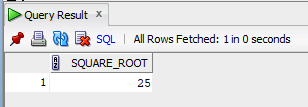 Query Result ×
SQL | All Rows Fetched: 1 in 0 seconds
SQUARE_ROOT
1 25